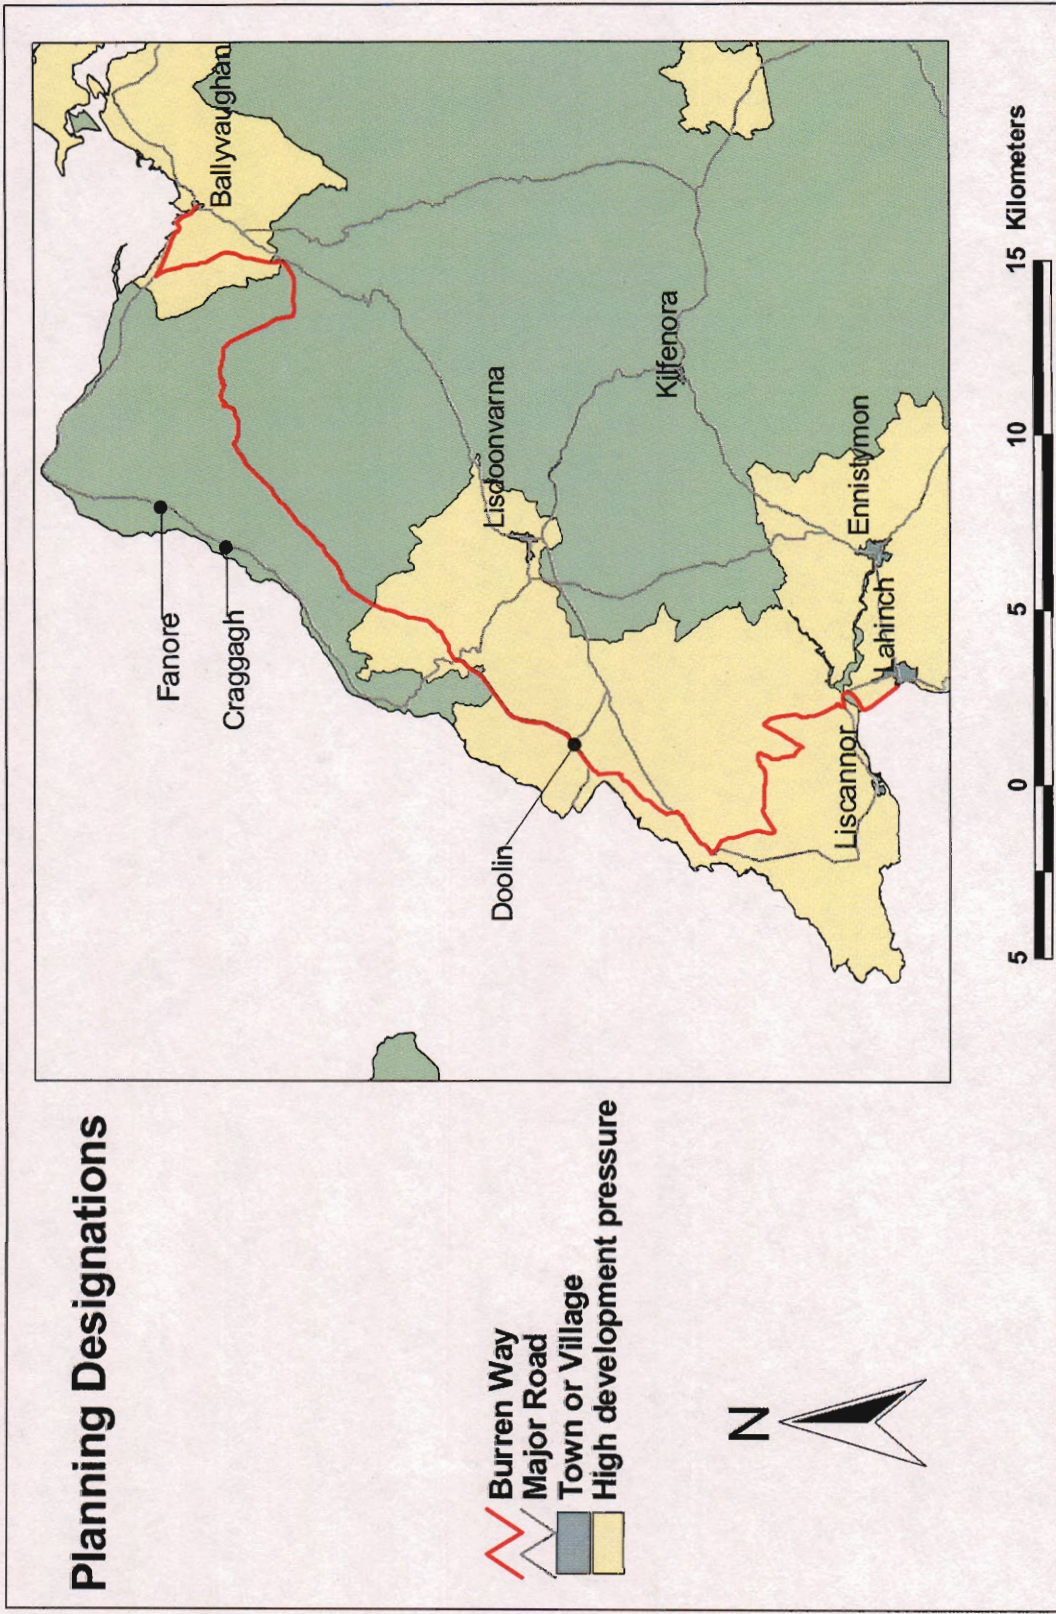 Planning Designations
Burren Way
Major Road
Town or Village
High development pressure
N
Fanore
Craggagh
Doolin
Ballyvaughan
Lisdoonvarna
Kilfenora
Ennistymon
Lahinch
Liscannor
5 0 5 10 15 Kilometers